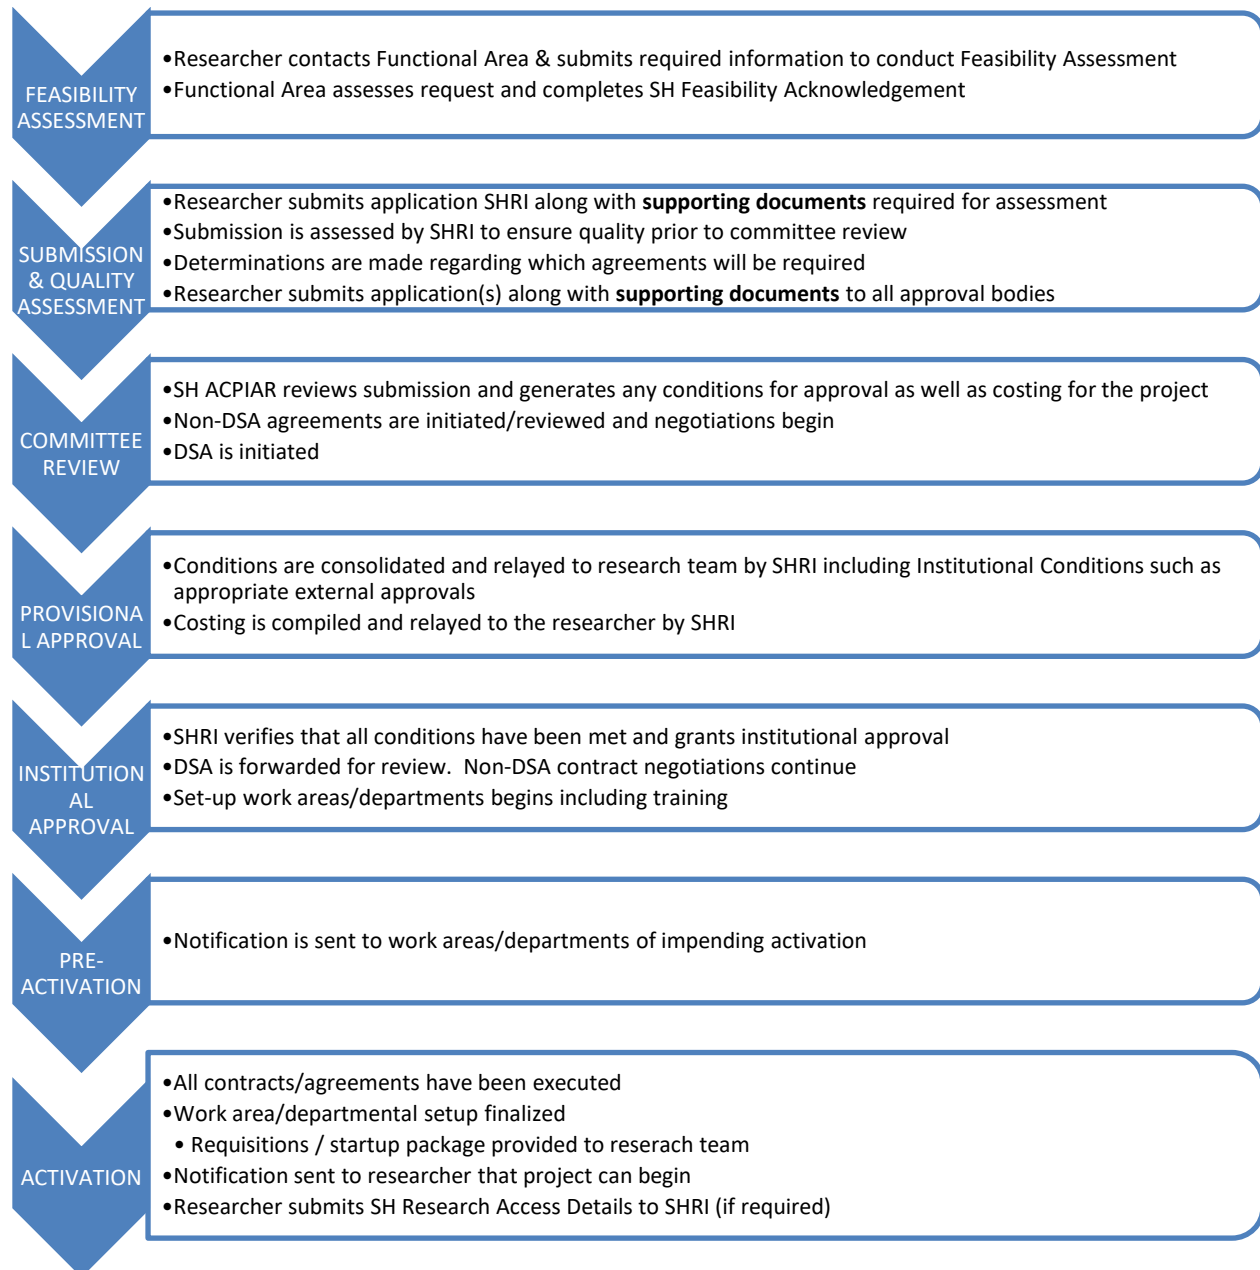 FEASIBILITY
ASSESSMENT
•Researcher contacts Functional Area & submits required information to conduct Feasibility Assessment
•Functional Area assesses request and completes SH Feasibility Acknowledgement
SUBMISSION
& QUALITY
ASSESSMENT
•Researcher submits application SHRI along with supporting documents required for assessment
•Submission is assessed by SHRI to ensure quality prior to committee review
•Determinations are made regarding which agreements will be required
•Researcher submits application(s) along with supporting documents to all approval bodies
COMMITTEE
REVIEW
•SH ACPIAR reviews submission and generates any conditions for approval as well as costing for the project
•Non-DSA agreements are initiated/reviewed and negotiations begin
•DSA is initiated
PROVISIONA
L APPROVAL
•Conditions are consolidated and relayed to research team by SHRI including Institutional Conditions such as
appropriate external approvals
•Costing is compiled and relayed to the researcher by SHRI
INSTITUTION
AL
APPROVAL
•SHRI verifies that all conditions have been met and grants institutional approval
•DSA is forwarded for review.  Non-DSA contract negotiations continue
•Set-up work areas/departments begins including training
PRE-
ACTIVATION
•Notification is sent to work areas/departments of impending activation
ACTIVATION
•All contracts/agreements have been executed
•Work area/departmental setup finalized
• Requisitions / startup package provided to reserach team
•Notification sent to researcher that project can begin
•Researcher submits SH Research Access Details to SHRI (if required)